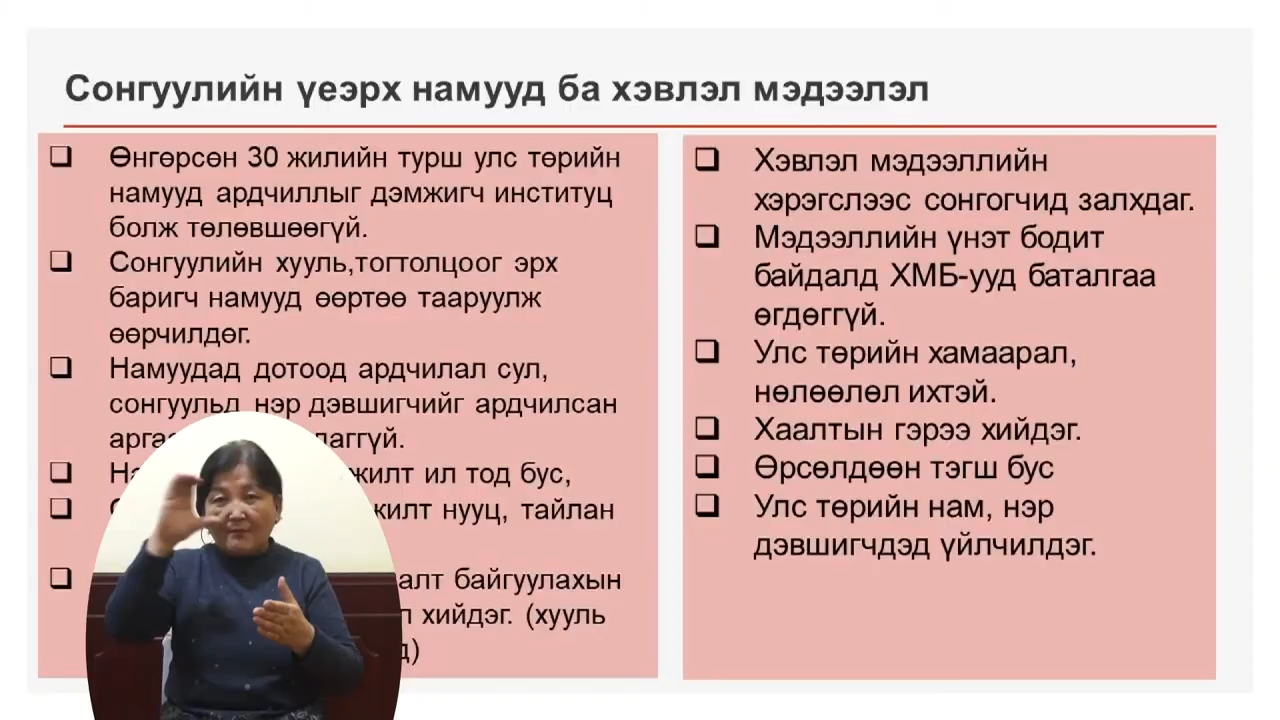 Сонгуулийн үеэрх намууд ба хэвлэл мэдээлэл
Өнгөрсөн 30 жилийн турш улс төрийн
намууд ардчиллыг дэмжигч институц
болж төлөвшөөгүй.
Сонгуулийн хууль,тогтолцоог эрх
баригч намууд өөртөө тааруулж
өөрчилдөг.
Намуудад дотоод ардчилал сул,
сонгуульд нэр дэвшигчийг ардчилсан
ил тод бус,
нууц, тайлан
байгуулахын
хийдэг. (хууль
Хэвлэл мэдээллийн
хэрэгслээс сонгогчид залхдаг.
Мэдээллийн үнэт бодит
байдалд ХМБ-ууд баталгаа
өгдөггүй.
Улс төрийн хамаарал,
нөлөөлөл ихтэй.
Хаалтын гэрээ хийдэг.
Өрсөлдөөн тэгш бус
Улс төрийн нам, нэр
дэвшигчдэд үйлчилдэг.